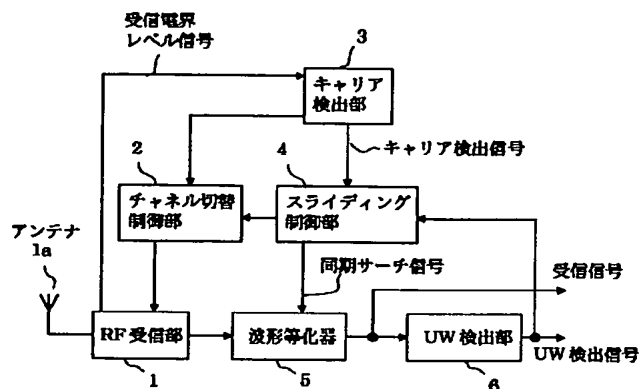 受信電界
レベル信号
3
キャリア
検出部
2
4
キャリア検出信号
チャネル切替
制御部
スライディング
制御部
アンテナ
1a
同期サーチ信号
受信信号
RF受信部
波形等化器
UW検出部
UW検出信号
1
5
6